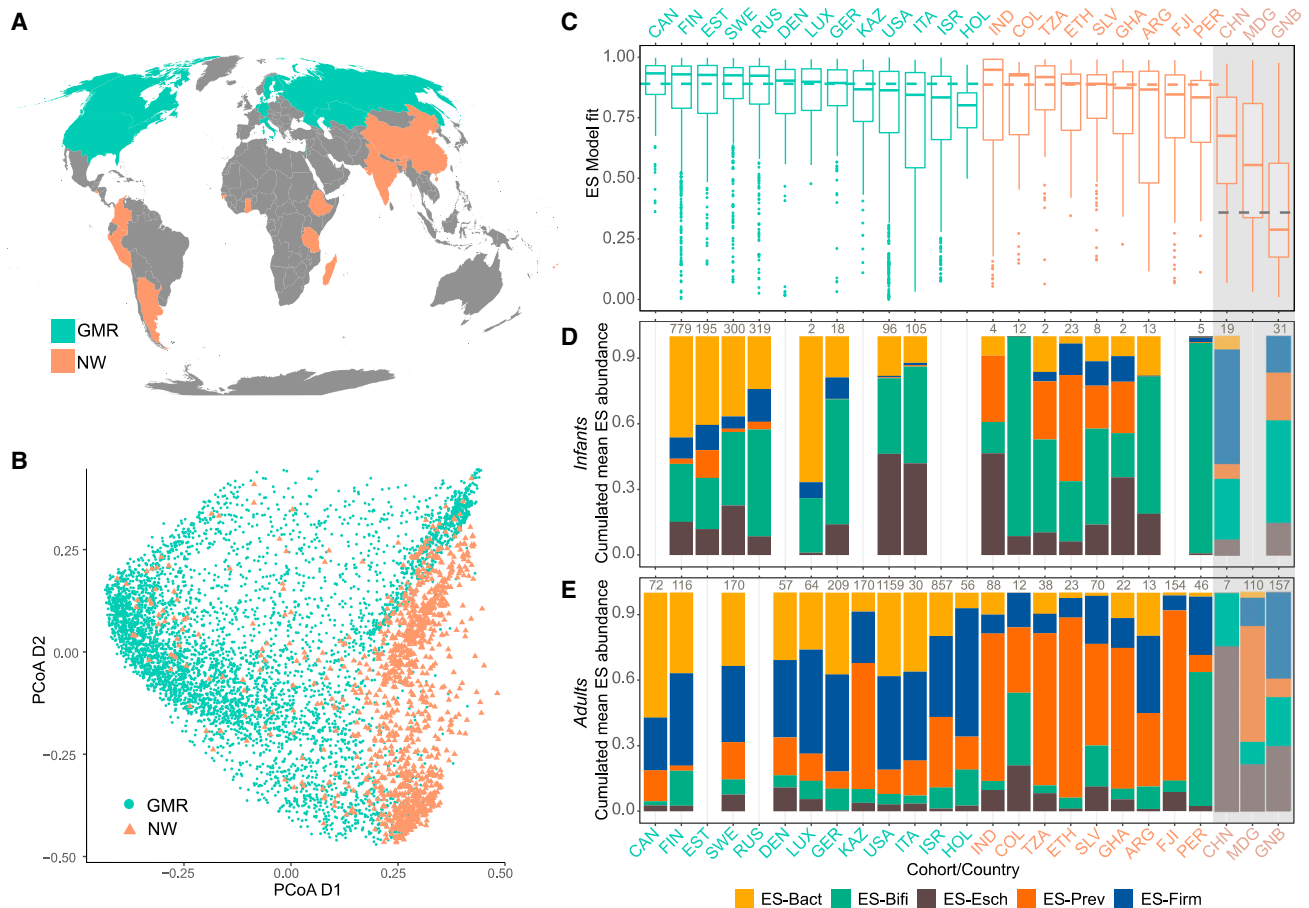 A
GMR
NW
B
PCoA D2
0.25
0.00
−0.25
−0.50
GMR
NW
−0.25
0.00
0.25
0.50
PCoA D1
C
CAN FIN EST SWE RUS DEN LUX GER KAZ USA ITA ISR HOL IND COL TZA ETH SLV GHA ARG FJI PER CHN MDG GNB
ES Model fit
1.00
0.75
0.50
0.25
0.00
D
779 195 300 319 2 18 96 105 4 12 2 23 8 2 13 5 19 31
Infants
Cumulated mean ES abundance
0.9
0.6
0.3
0.0
E
72 116 170 57 64 209 170 1159 30 857 56 88 12 38 23 70 22 13 154 46 7 110 157
Adults
Cumulated mean ES abundance
0.9
0.6
0.3
0.0
CAN FIN EST SWE RUS DEN LUX GER KAZ USA ITA ISR HOL IND COL TZA ETH SLV GHA ARG FJI PER CHN MDG GNB
Cohort/Country
ES-Bact ES-Bifi ES-Esch ES-Prev ES-Firm